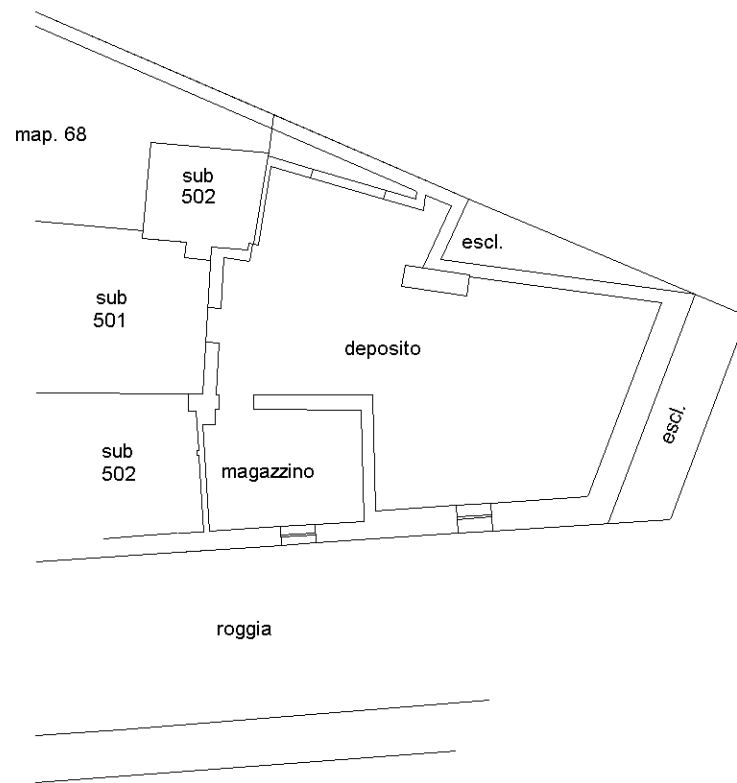 map. 68
sub
502
escl.
sub
501
deposito
escl.
sub
502
magazzino
roggia